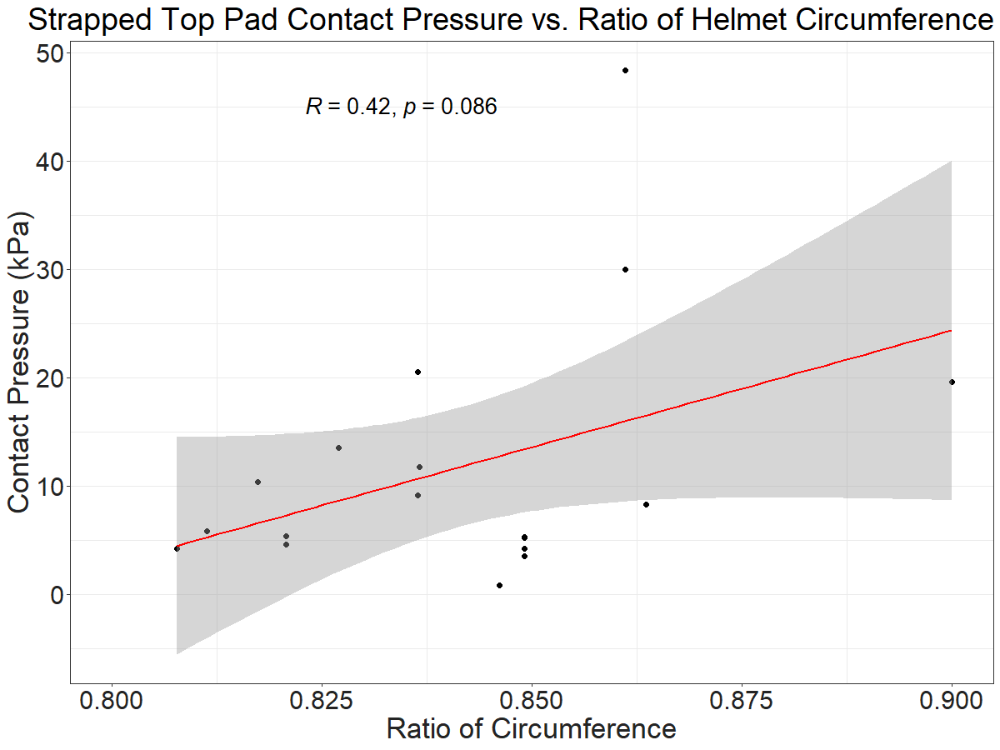 Strapped Top Pad Contact Pressure vs. Ratio of Helmet Circumference
R = 0.42, p = 0.086
Contact Pressure (kPa)
50
40
30
20
10
0
0.800 0.825 0.850 0.875 0.900
Ratio of Circumference